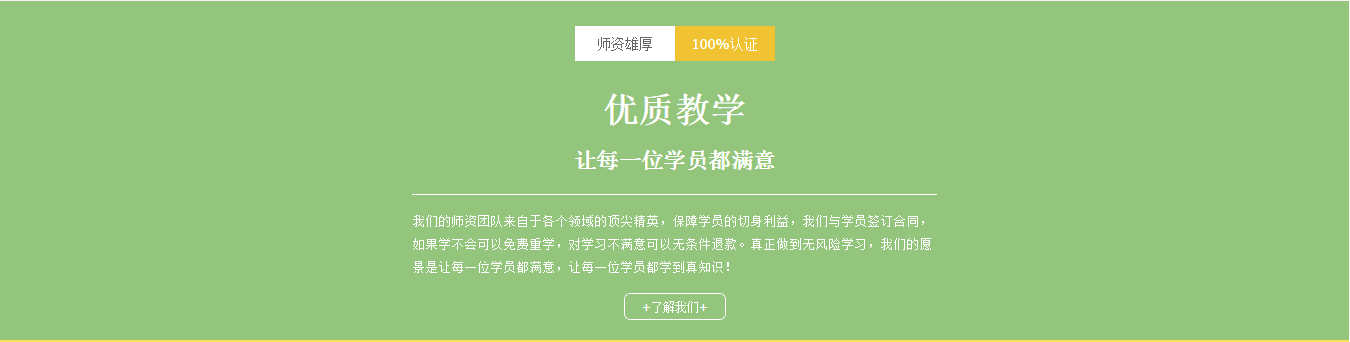 师资雄厚 100%认证
优质教学
让每一位学员都满意
我们的师资团队来自于各个领域的顶尖精英，保障学员的切身利益，我们与学员签订合同，
如果学不会可以免费重学，对学习不满意可以无条件退款。真正做到无风险学习，我们的愿
景是让每一位学员都满意，让每一位学员都学到真知识！
+了解我们+